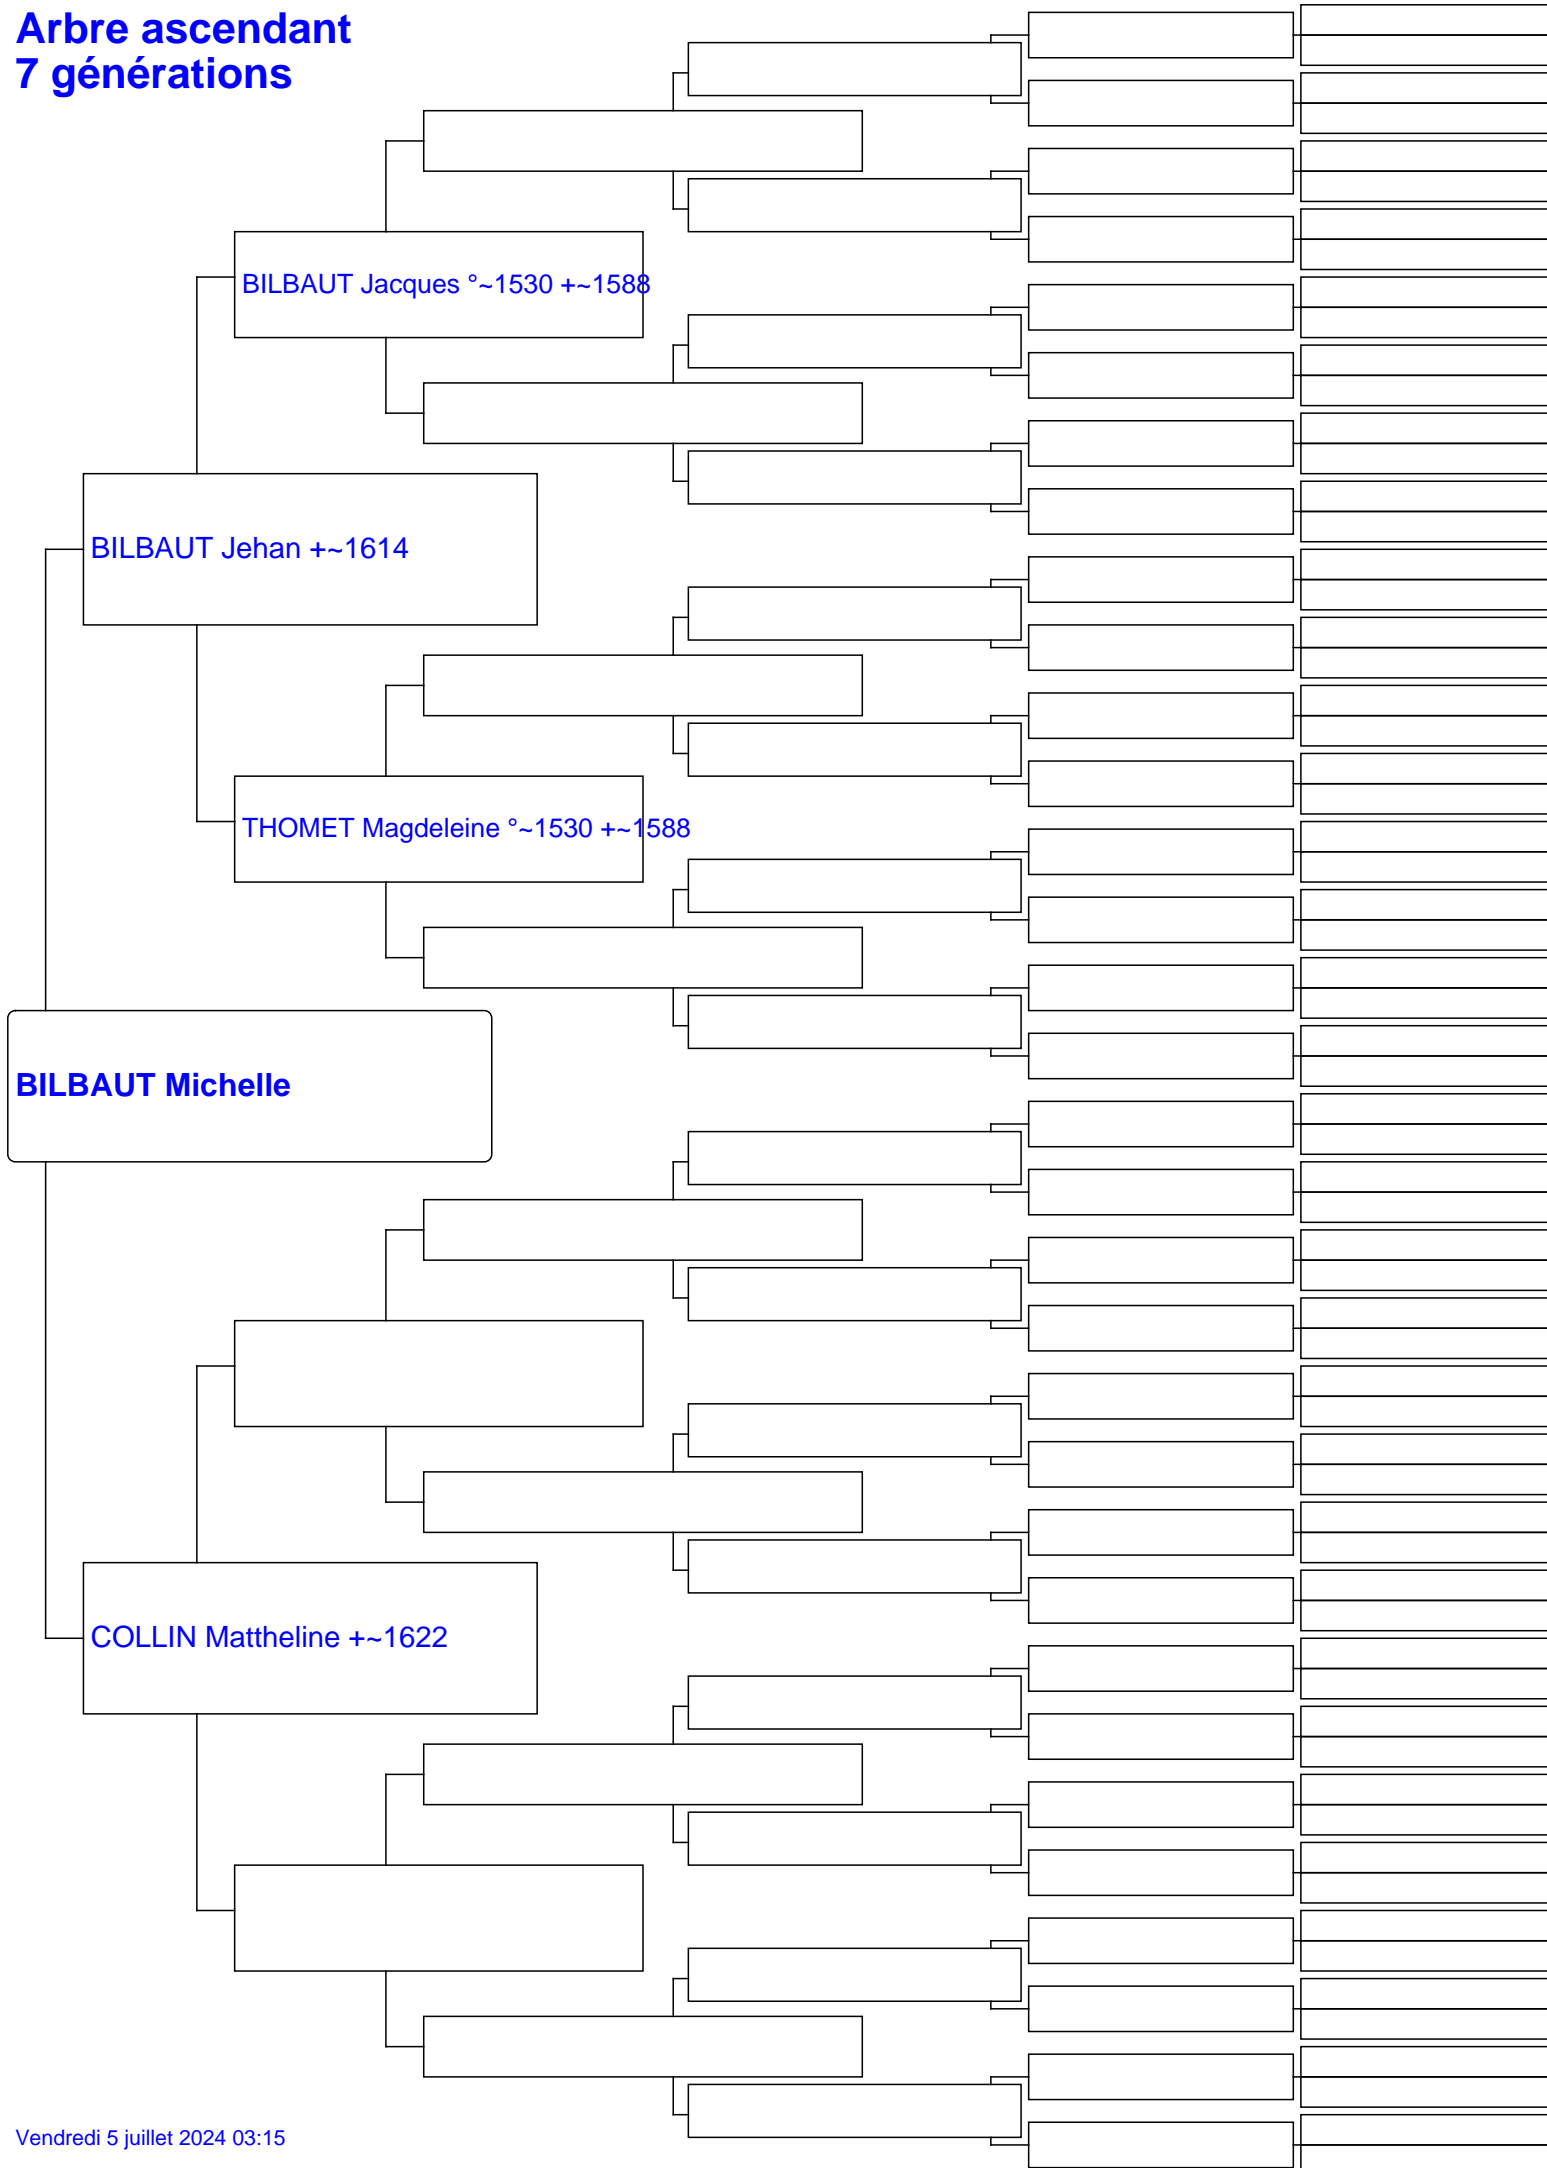 Arbre ascendant
7 générations
BILBAUT Jacques °~1530 +~1588
BILBAUT Jehan +~1614
THOMET Magdeleine °~1530 +~1588
BILBAUT Michelle
COLLIN Mattheline +~1622
Vendredi 5 juillet 2024 03:15